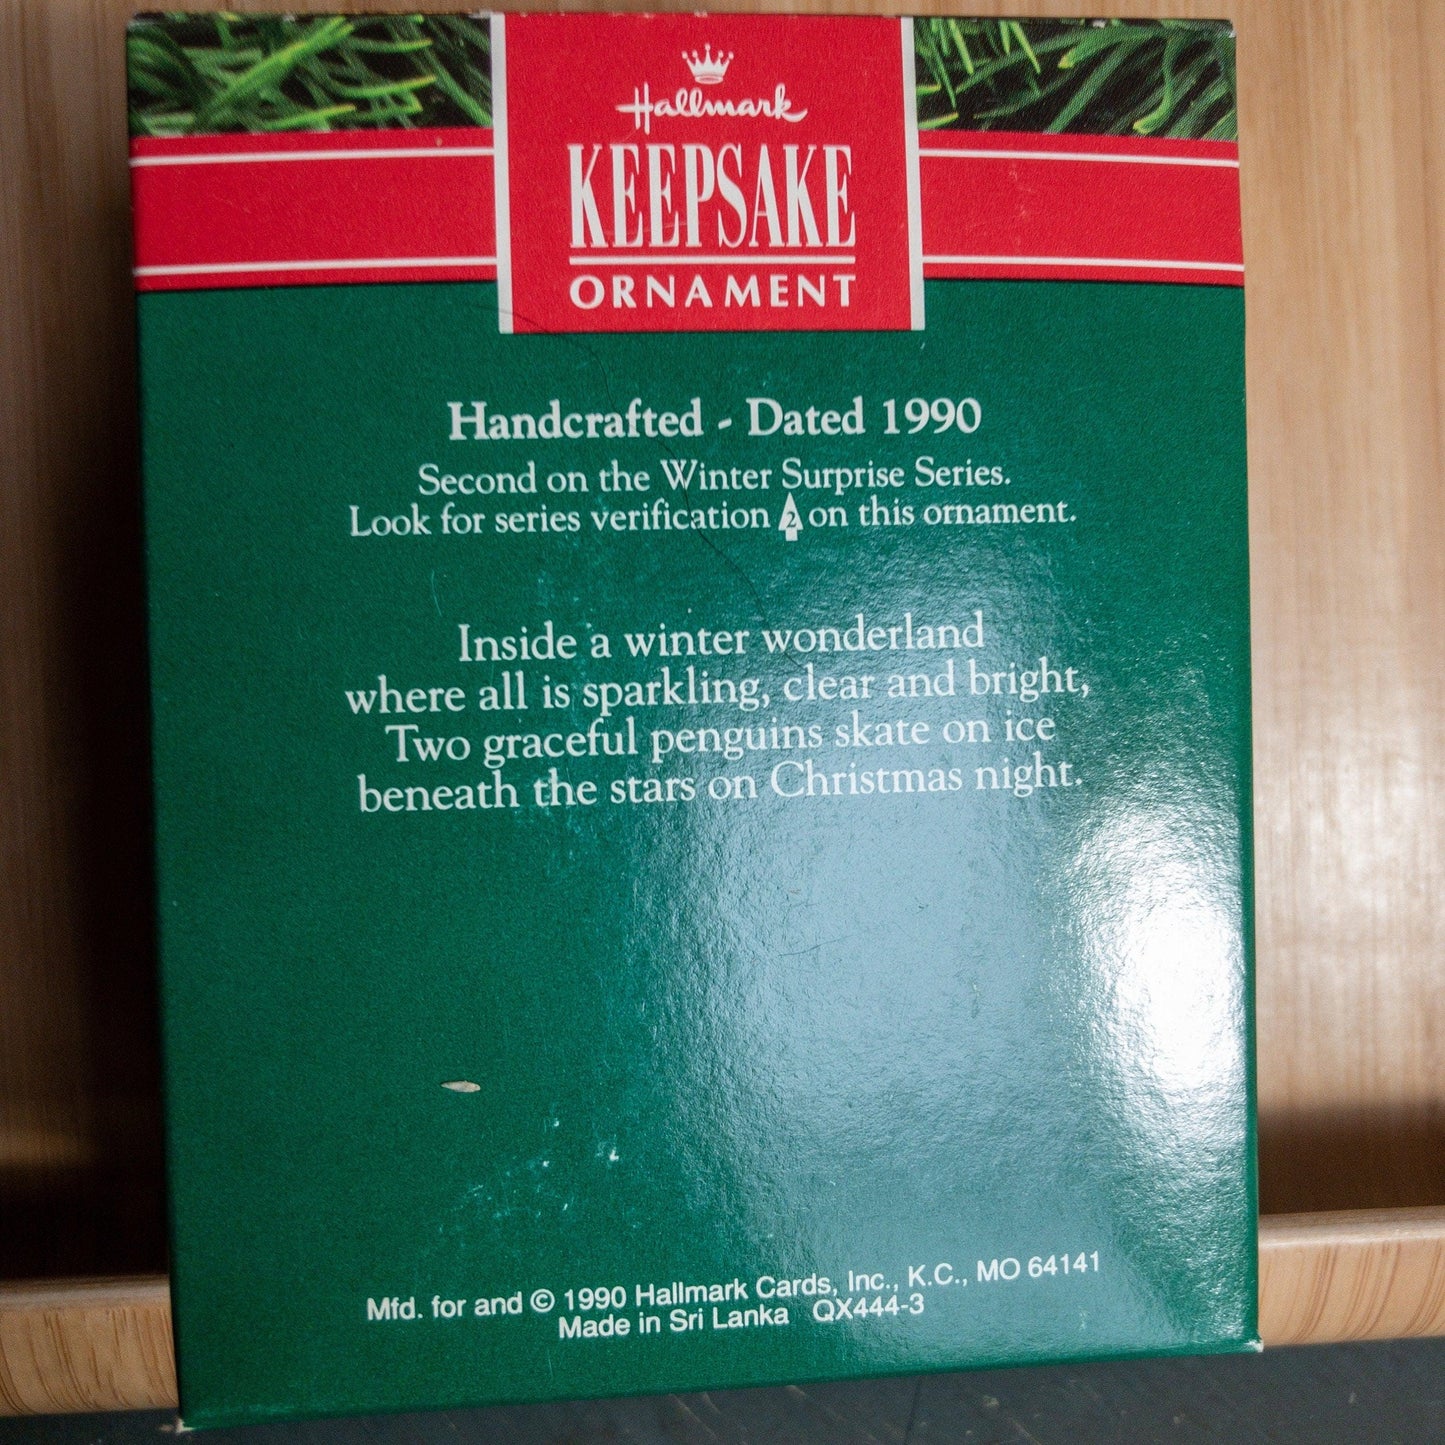 Hallmark
KEEPSAKE
ORNAMENT
Handcrafted - Dated 1990
Second on the Winter Surprise Series.
Look for series verification 2 on this ornament.
Inside a winter wonderland
where all is sparkling, clear and bright,
Two graceful penguins skate on ice
beneath the stars on Christmas night.
Mfd. for and © 1990 Hallmark Cards, Inc., K.C., MO 64141
Made in Sri Lanka QX444-3